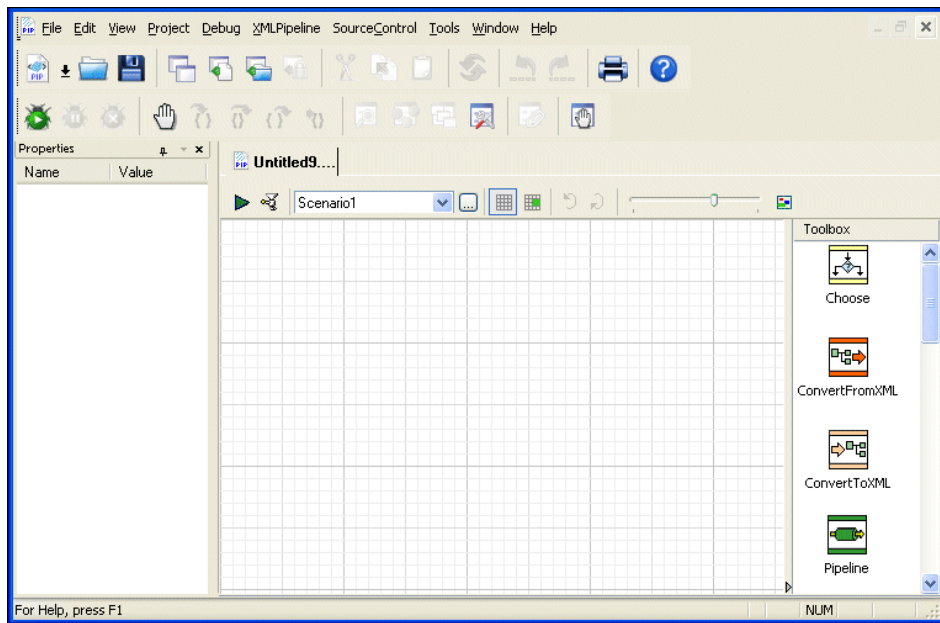 File Edit View Project Debug XMLPipeline SourceControl Tools Window Help
PIP
Properties
Name Value
Untitled9....
Scenario1
...
Toolbox
Choose
ConvertFromXML
ConvertToXML
Pipeline
For Help, press F1
NUM